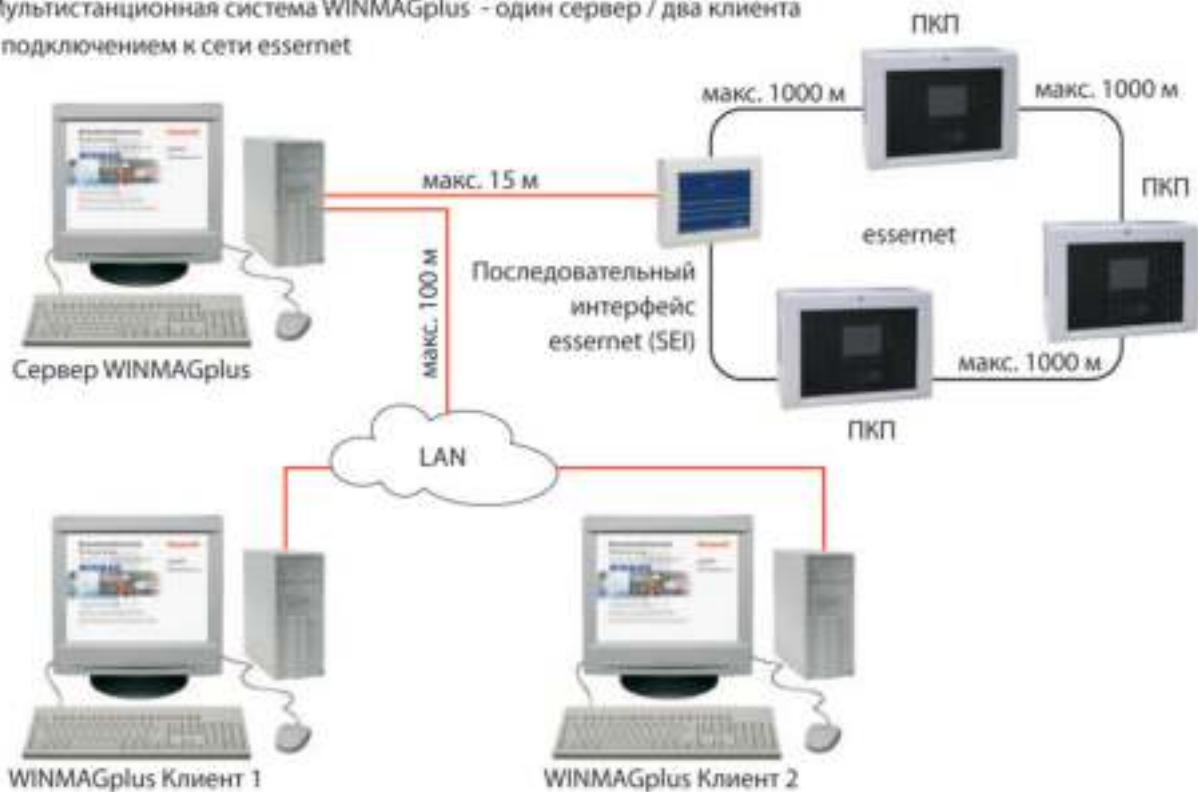 Мультистанционная система WINMAGplus - один сервер / два клиента
подключением к сети essernet
ПКП
макс. 1000 м
макс. 1000 м
макс. 15 м
ПКП
essernet
макс. 100 м
Последовательный
интерфейс
essernet (SEI)
макс. 1000 м
Сервер WINMAGplus
ПКП
LAN
WINMAGplus Клиент 1
WINMAGplus Клиент 2